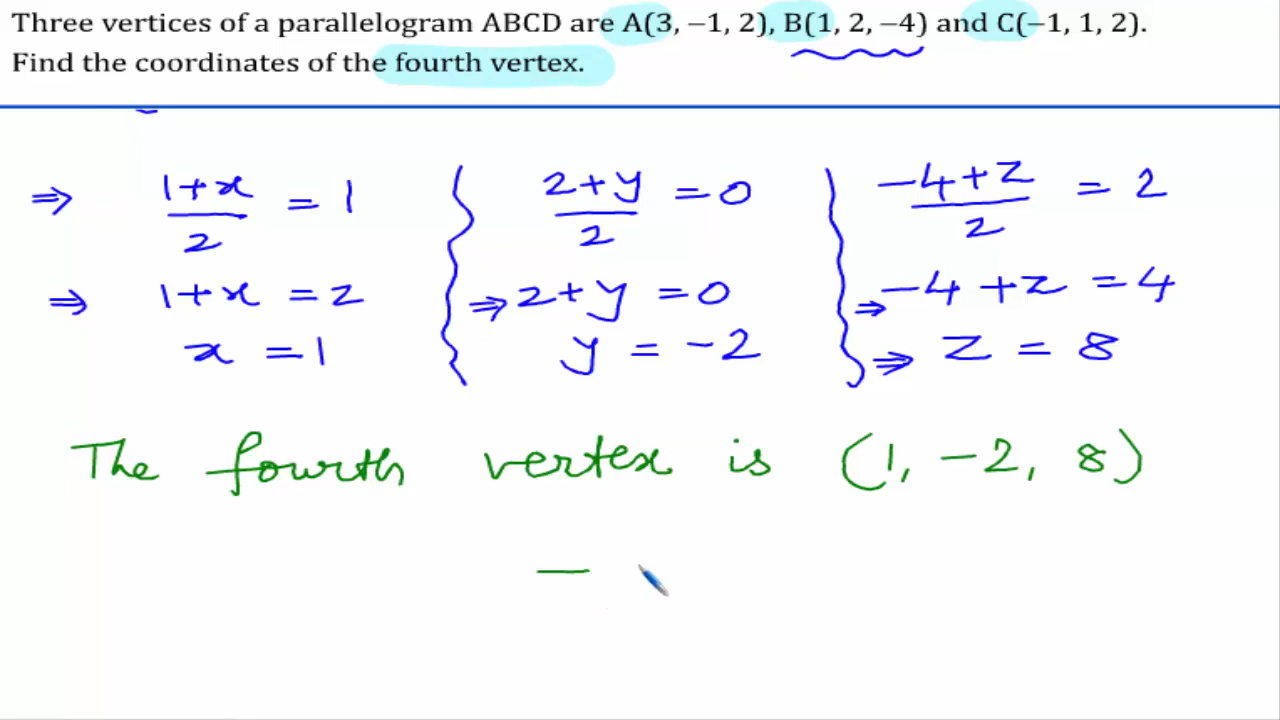 Three vertices of a parallelogram ABCD are A(3, −1, 2), B(1, 2, −4) and C(−1, 1, 2).
Find the coordinates of the fourth vertex.
⇒ (1+x)/2 = 1 (2+y)/2 = 0 (−4+z)/2 = 2
⇒ 1+x = 2 ⇒ 2+y = 0 ⇒ −4+z = 4
x = 1 y = −2 ⇒ z = 8
The fourth vertex is (1, −2, 8)